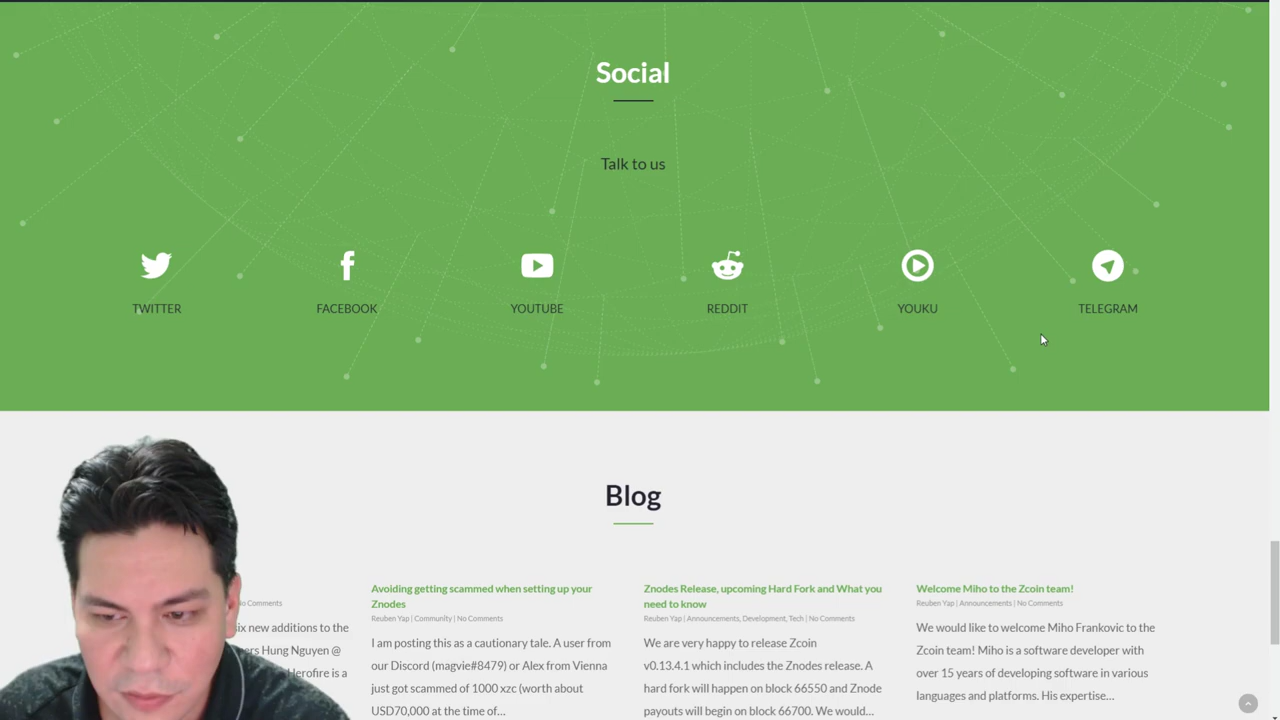 Social
Talk to us
TWITTER
FACEBOOK
YOUTUBE
REDDIT
YOUKU
TELEGRAM
Blog
No Comments
six new additions to the
Hung Nguyen @
Herofire is a
Avoiding getting scammed when setting up your
Znodes
Reuben Yap | Community | No Comments
I am posting this as a cautionary tale. A user from
our Discord (magvie#8479) or Alex from Vienna
just got scammed of 1000 xzc (worth about
USD70,000 at the time of...
Znodes Release, upcoming Hard Fork and What you
need to know
Reuben Yap | Announcements, Development, Tech | No Comments
We are very happy to release Zcoin
v0.13.4.1 which includes the Znodes release. A
hard fork will happen on block 66550 and Znode
payouts will begin on block 66700. We would...
Welcome Miho to the Zcoin team!
Reuben Yap | Announcements | No Comments
We would like to welcome Miho Frankovic to the
Zcoin team! Miho is a software developer with
over 15 years of developing software in various
languages and platforms. His expertise...